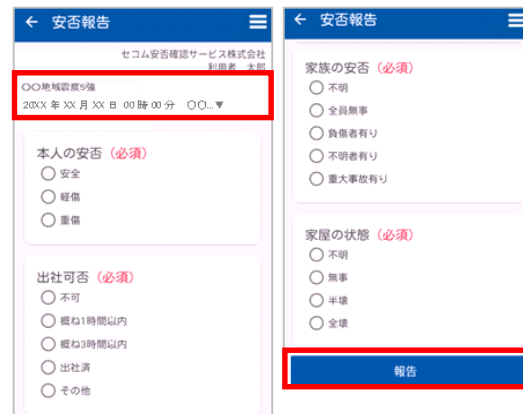 ← 安否報告
セコム安否確認サービス株式会社
利用者 太郎
〇〇地域震度5強
20XX 年 XX 月 XX 日 00 時 00 分 〇〇...▼
本人の安否（必須）
安全
軽傷
重傷
出社可否（必須）
不可
概ね1時間以内
概ね3時間以内
出社済
その他
← 安否報告
家族の安否（必須）
不明
全員無事
負傷者有り
不明者有り
重大事故有り
家屋の状態（必須）
不明
無事
半壊
全壊
報告